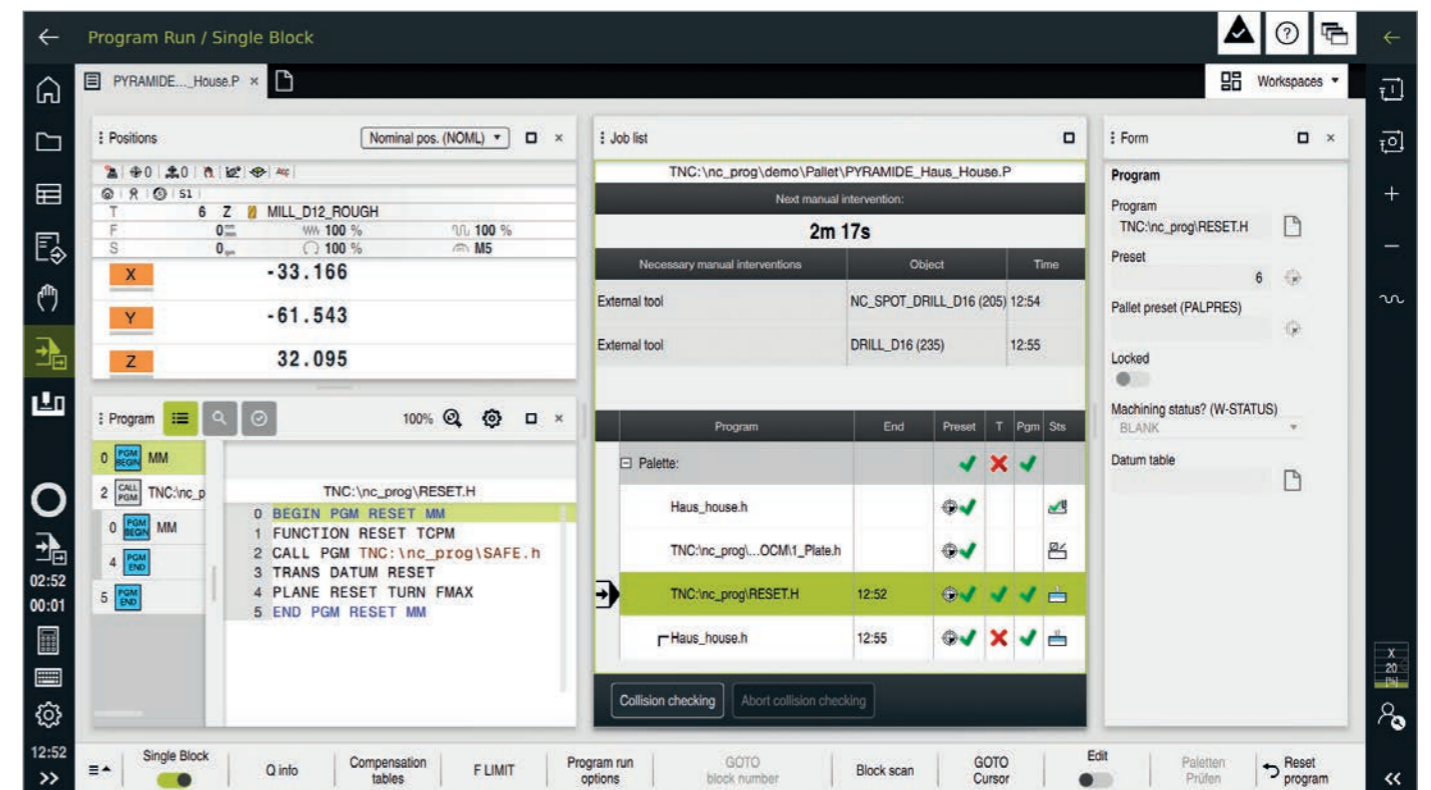 Program Run / Single Block
PYRAMIDE..._House.P
Workspaces
Positions
Nominal pos. (NOML)
0 0
S1
T 6 Z MILL_D12_ROUGH
F 0 100 % 100 %
S 0 100 % M5
X -33.166
Y -61.543
Z 32.095
Program
100%
0 PGM BEGIN MM
2 CALL PGM TNC:\nc_p
0 PGM BEGIN MM
4 PGM END
5 PGM END
TNC:\nc_prog\RESET.H
0 BEGIN PGM RESET MM
1 FUNCTION RESET TCPM
2 CALL PGM TNC:\nc_prog\SAFE.h
3 TRANS DATUM RESET
4 PLANE RESET TURN FMAX
5 END PGM RESET MM
Job list
TNC:\nc_prog\demo\Pallet\PYRAMIDE_Haus_House.P
Next manual intervention:
2m 17s
Necessary manual interventions Object Time
External tool NC_SPOT_DRILL_D16 (205) 12:54
External tool DRILL_D16 (235) 12:55
Program End Preset T Pgm Sts
Palette:
Haus_house.h
TNC:\nc_prog\...OCM\1_Plate.h
TNC:\nc_prog\RESET.H 12:52
Haus_house.h 12:55
Collision checking Abort collision checking
Form
Program
Program
TNC:\nc_prog\RESET.H
Preset
6
Pallet preset (PALPRES)
Locked
Machining status? (W-STATUS)
BLANK
Datum table
02:52
00:01
12:52
X
20
[%]
Single Block
Q info
Compensation
tables
F LIMIT
Program run
options
GOTO
block number
Block scan
GOTO
Cursor
Edit
Paletten
Prüfen
Reset
program